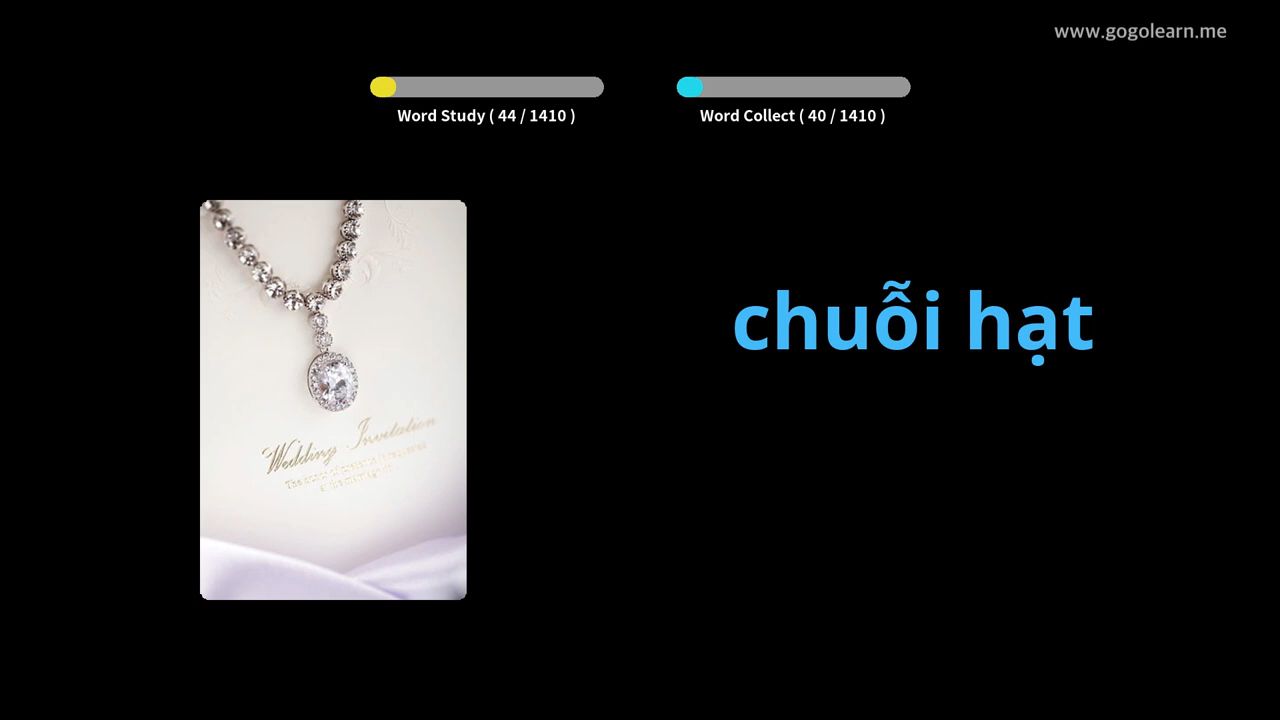 www.gogolearn.me
Word Study ( 44 / 1410 )
Word Collect ( 40 / 1410 )
chuỗi hạt
Wedding Invitation